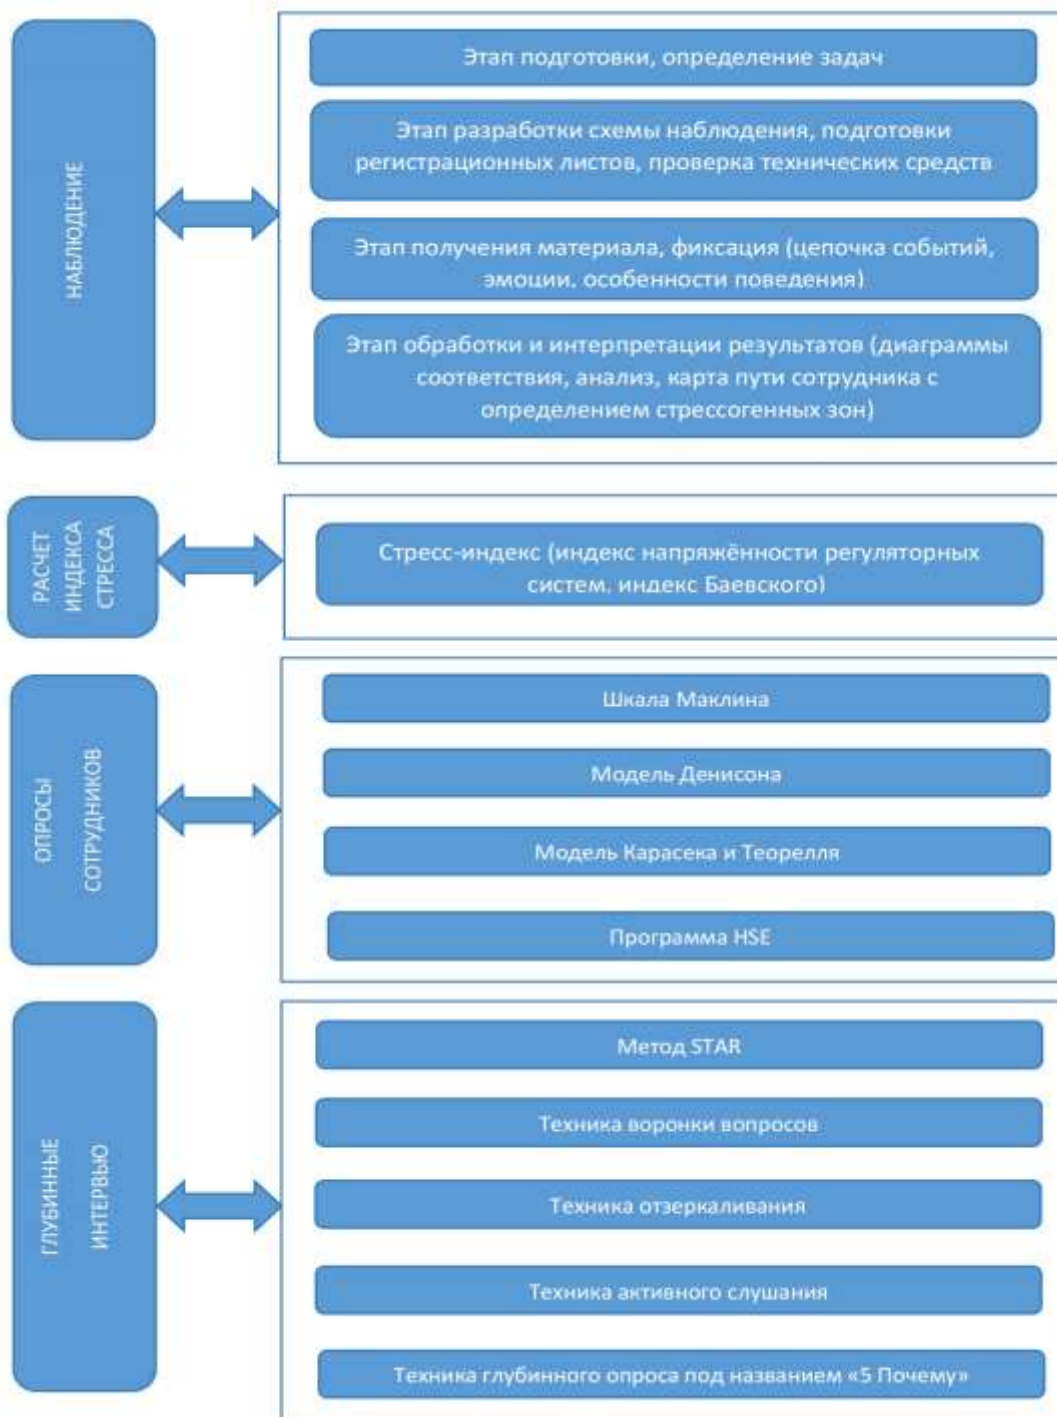 НАБЛЮДЕНИЕ
Этап подготовки, определение задач
Этап разработки схемы наблюдения, подготовки
регистрационных листов, проверка технических средств
Этап получения материала, фиксация (цепочка событий,
эмоции, особенности поведения)
Этап обработки и интерпретации результатов (диаграммы
соответствия, анализ, карта пути сотрудника с
определением стрессогенных зон)
РАСЧЕТ
ИНДЕКСА
СТРЕССА
Стресс-индекс (индекс напряжённости регуляторных
систем, индекс Баевского)
ОПРОСЫ
СОТРУДНИКОВ
Шкала Маклина
Модель Денисона
Модель Карасека и Теорелля
Программа HSE
ГЛУБИННЫЕ
ИНТЕРВЬЮ
Метод STAR
Техника воронки вопросов
Техника отзеркаливания
Техника активного слушания
Техника глубинного опроса под названием «5 Почему»